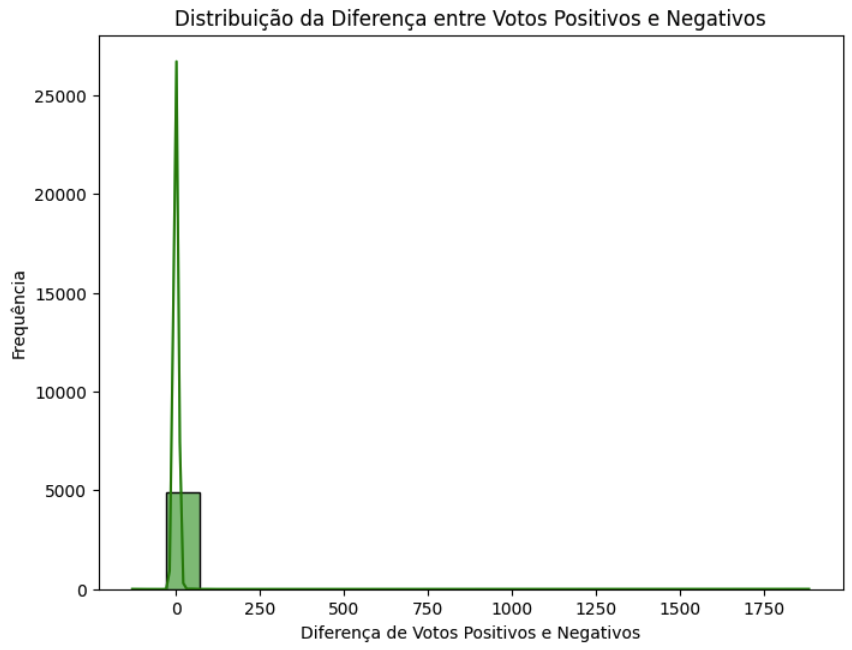 Distribuição da Diferença entre Votos Positivos e Negativos
Frequência
25000
20000
15000
10000
5000
0
0 250 500 750 1000 1250 1500 1750
Diferença de Votos Positivos e Negativos